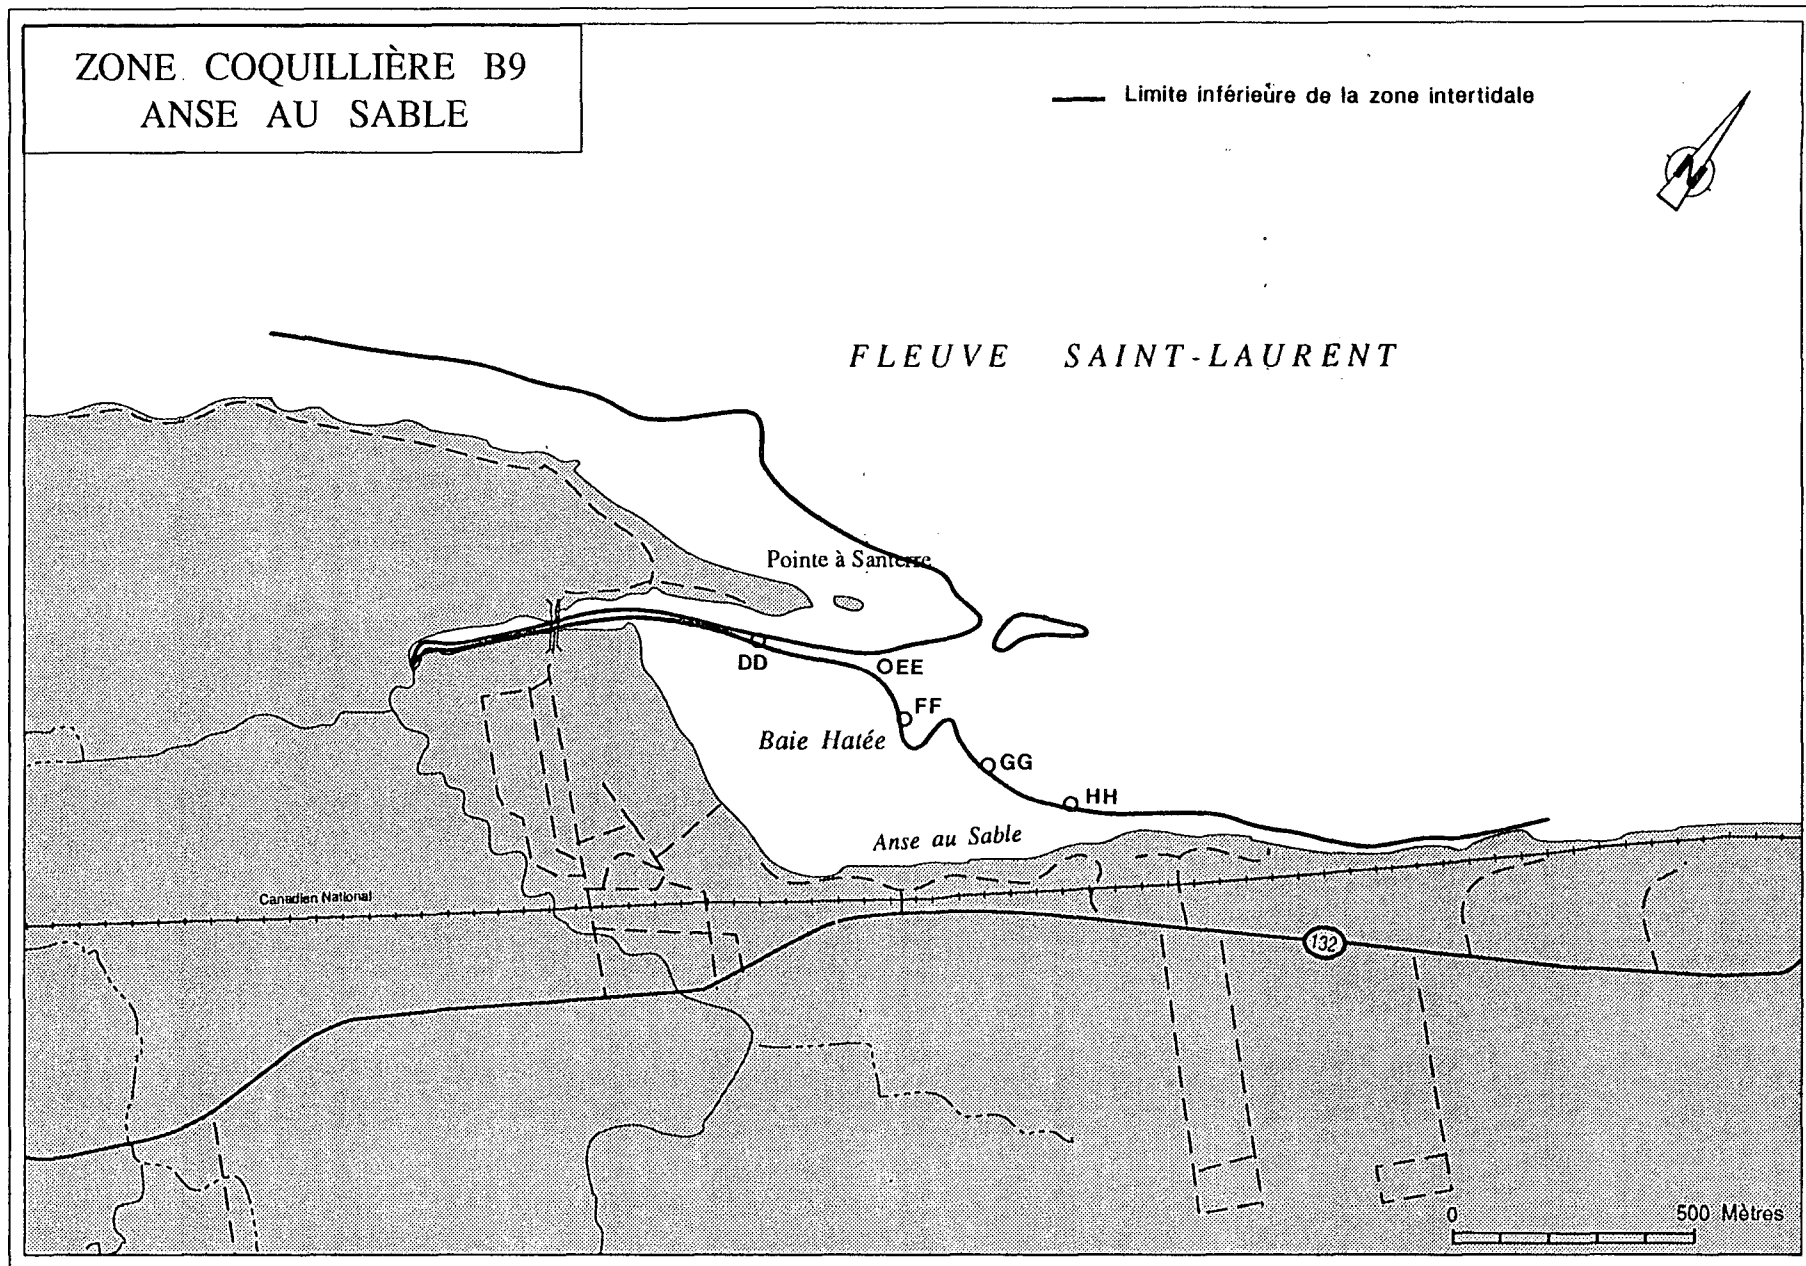 ZONE COQUILLIÈRE B9
ANSE AU SABLE
Limite inférieure de la zone intertidale
N
FLEUVE SAINT-LAURENT
Pointe à Santerre
DD
EE
FF
Baie Hatée
GG
HH
Anse au Sable
Canadien National
132
0 500 Mètres